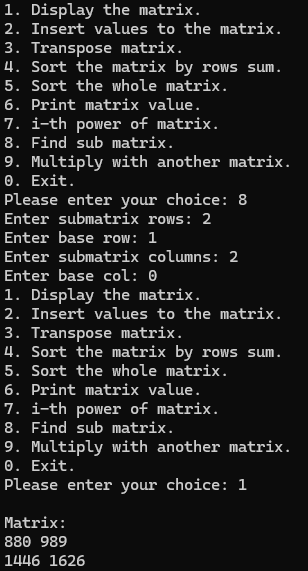 1. Display the matrix.
2. Insert values to the matrix.
3. Transpose matrix.
4. Sort the matrix by rows sum.
5. Sort the whole matrix.
6. Print matrix value.
7. i-th power of matrix.
8. Find sub matrix.
9. Multiply with another matrix.
0. Exit.
Please enter your choice: 8
Enter submatrix rows: 2
Enter base row: 1
Enter submatrix columns: 2
Enter base col: 0
1. Display the matrix.
2. Insert values to the matrix.
3. Transpose matrix.
4. Sort the matrix by rows sum.
5. Sort the whole matrix.
6. Print matrix value.
7. i-th power of matrix.
8. Find sub matrix.
9. Multiply with another matrix.
0. Exit.
Please enter your choice: 1
Matrix:
880 989
1446 1626